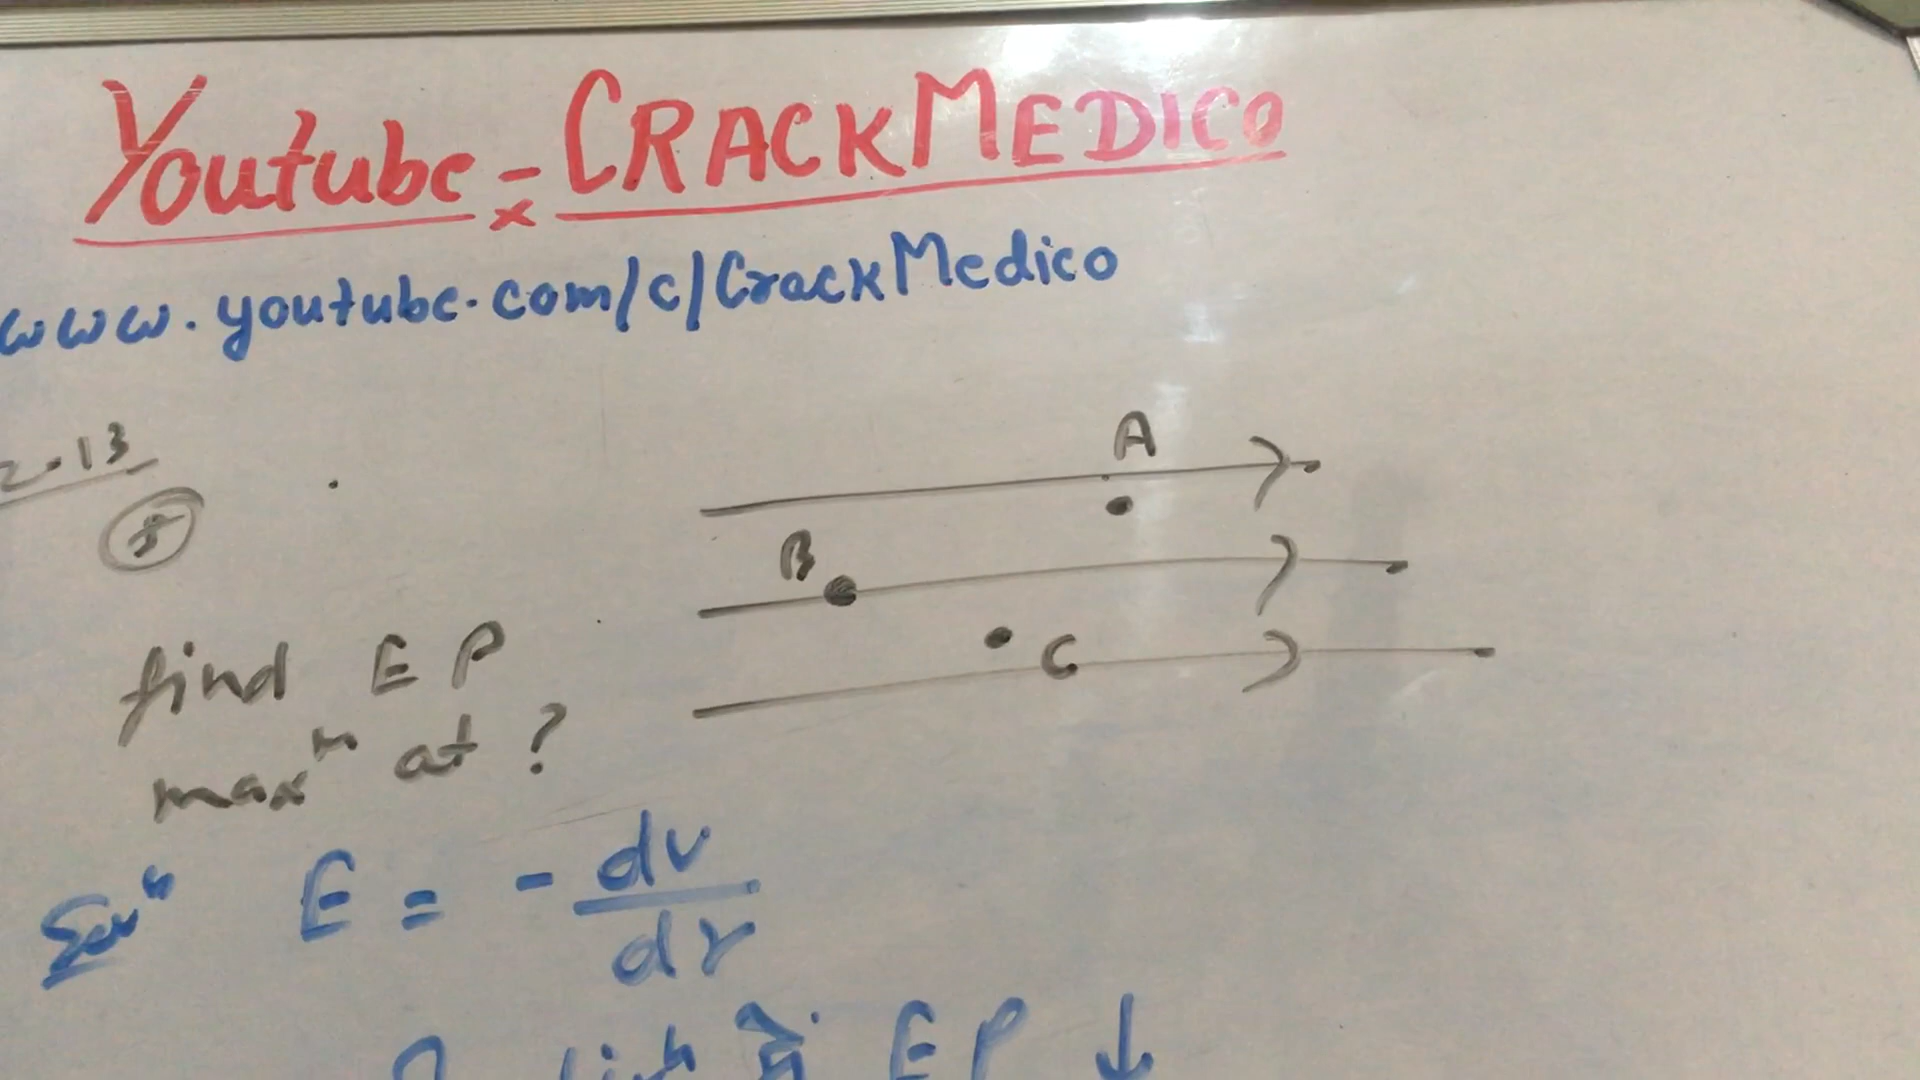 Youtube - CRACKMEDICO
www.youtube.com/c/CrackMedico
2-13
8
A
B
C
find EP
maxᵐ at ?
Solⁿ E = - dv
dr
EP ↓